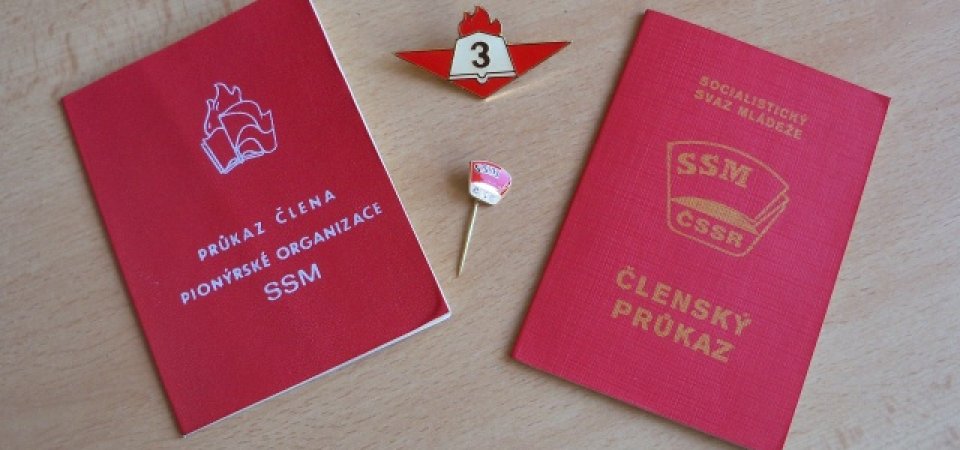 PRŮKAZ ČLENA
PIONÝRSKÉ ORGANIZACE
SSM
3
SSM
SOCIALISTICKÝ
SVAZ MLÁDEŽE
SSM
ČSSR
ČLENSKÝ
PRŮKAZ